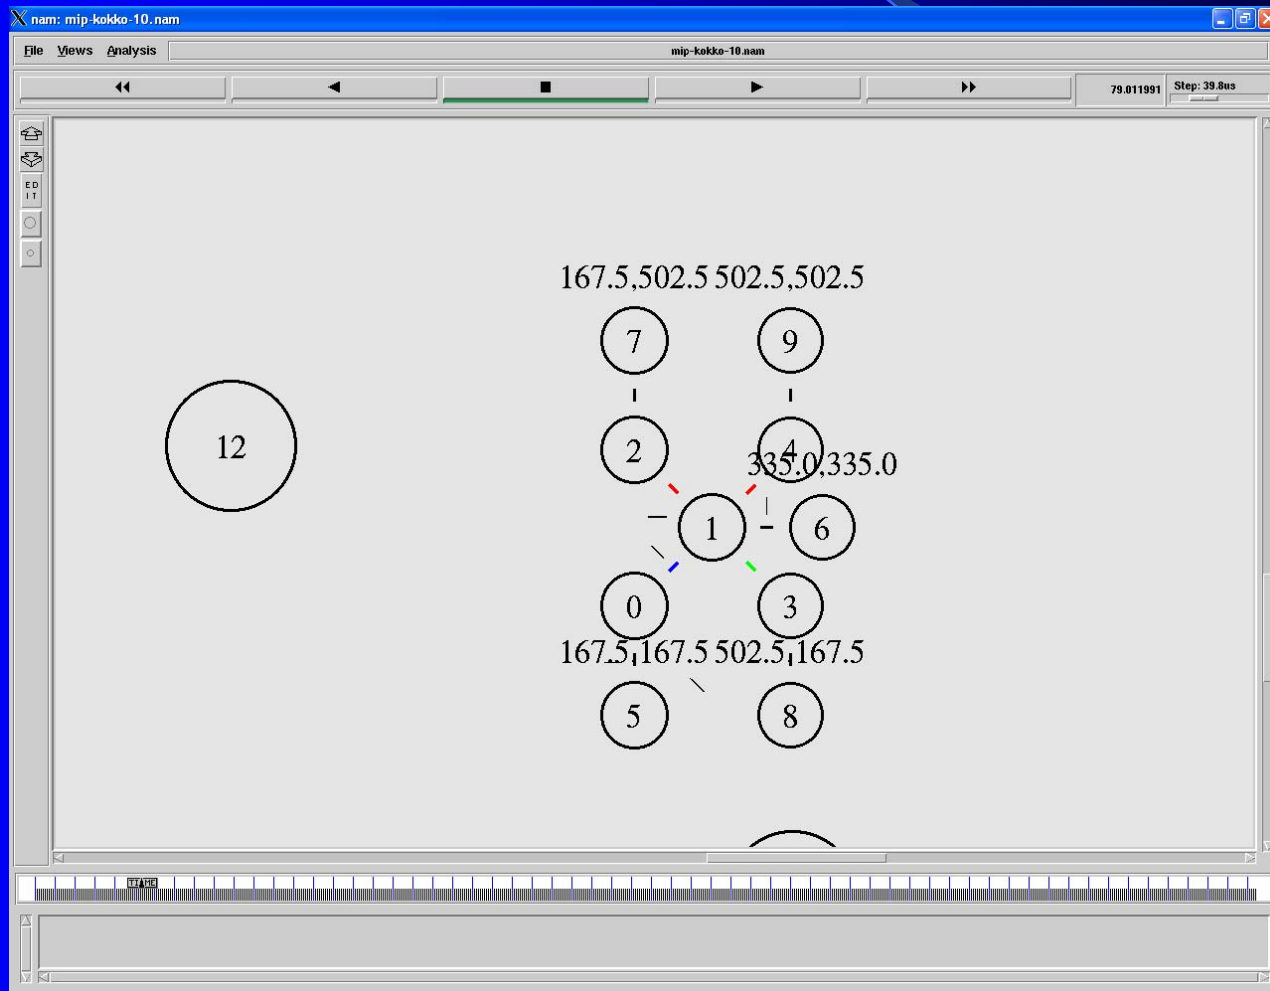 nam: mip-kokko-10.nam
File Views Analysis mip-kokko-10.nam
79.011991 Step: 39.8us
ED
IT
167.5,502.5 502.5,502.5
7 9
12 2 4
335.0,335.0
1 6
0 3
167.5,167.5 502.5,167.5
5 8
TIME